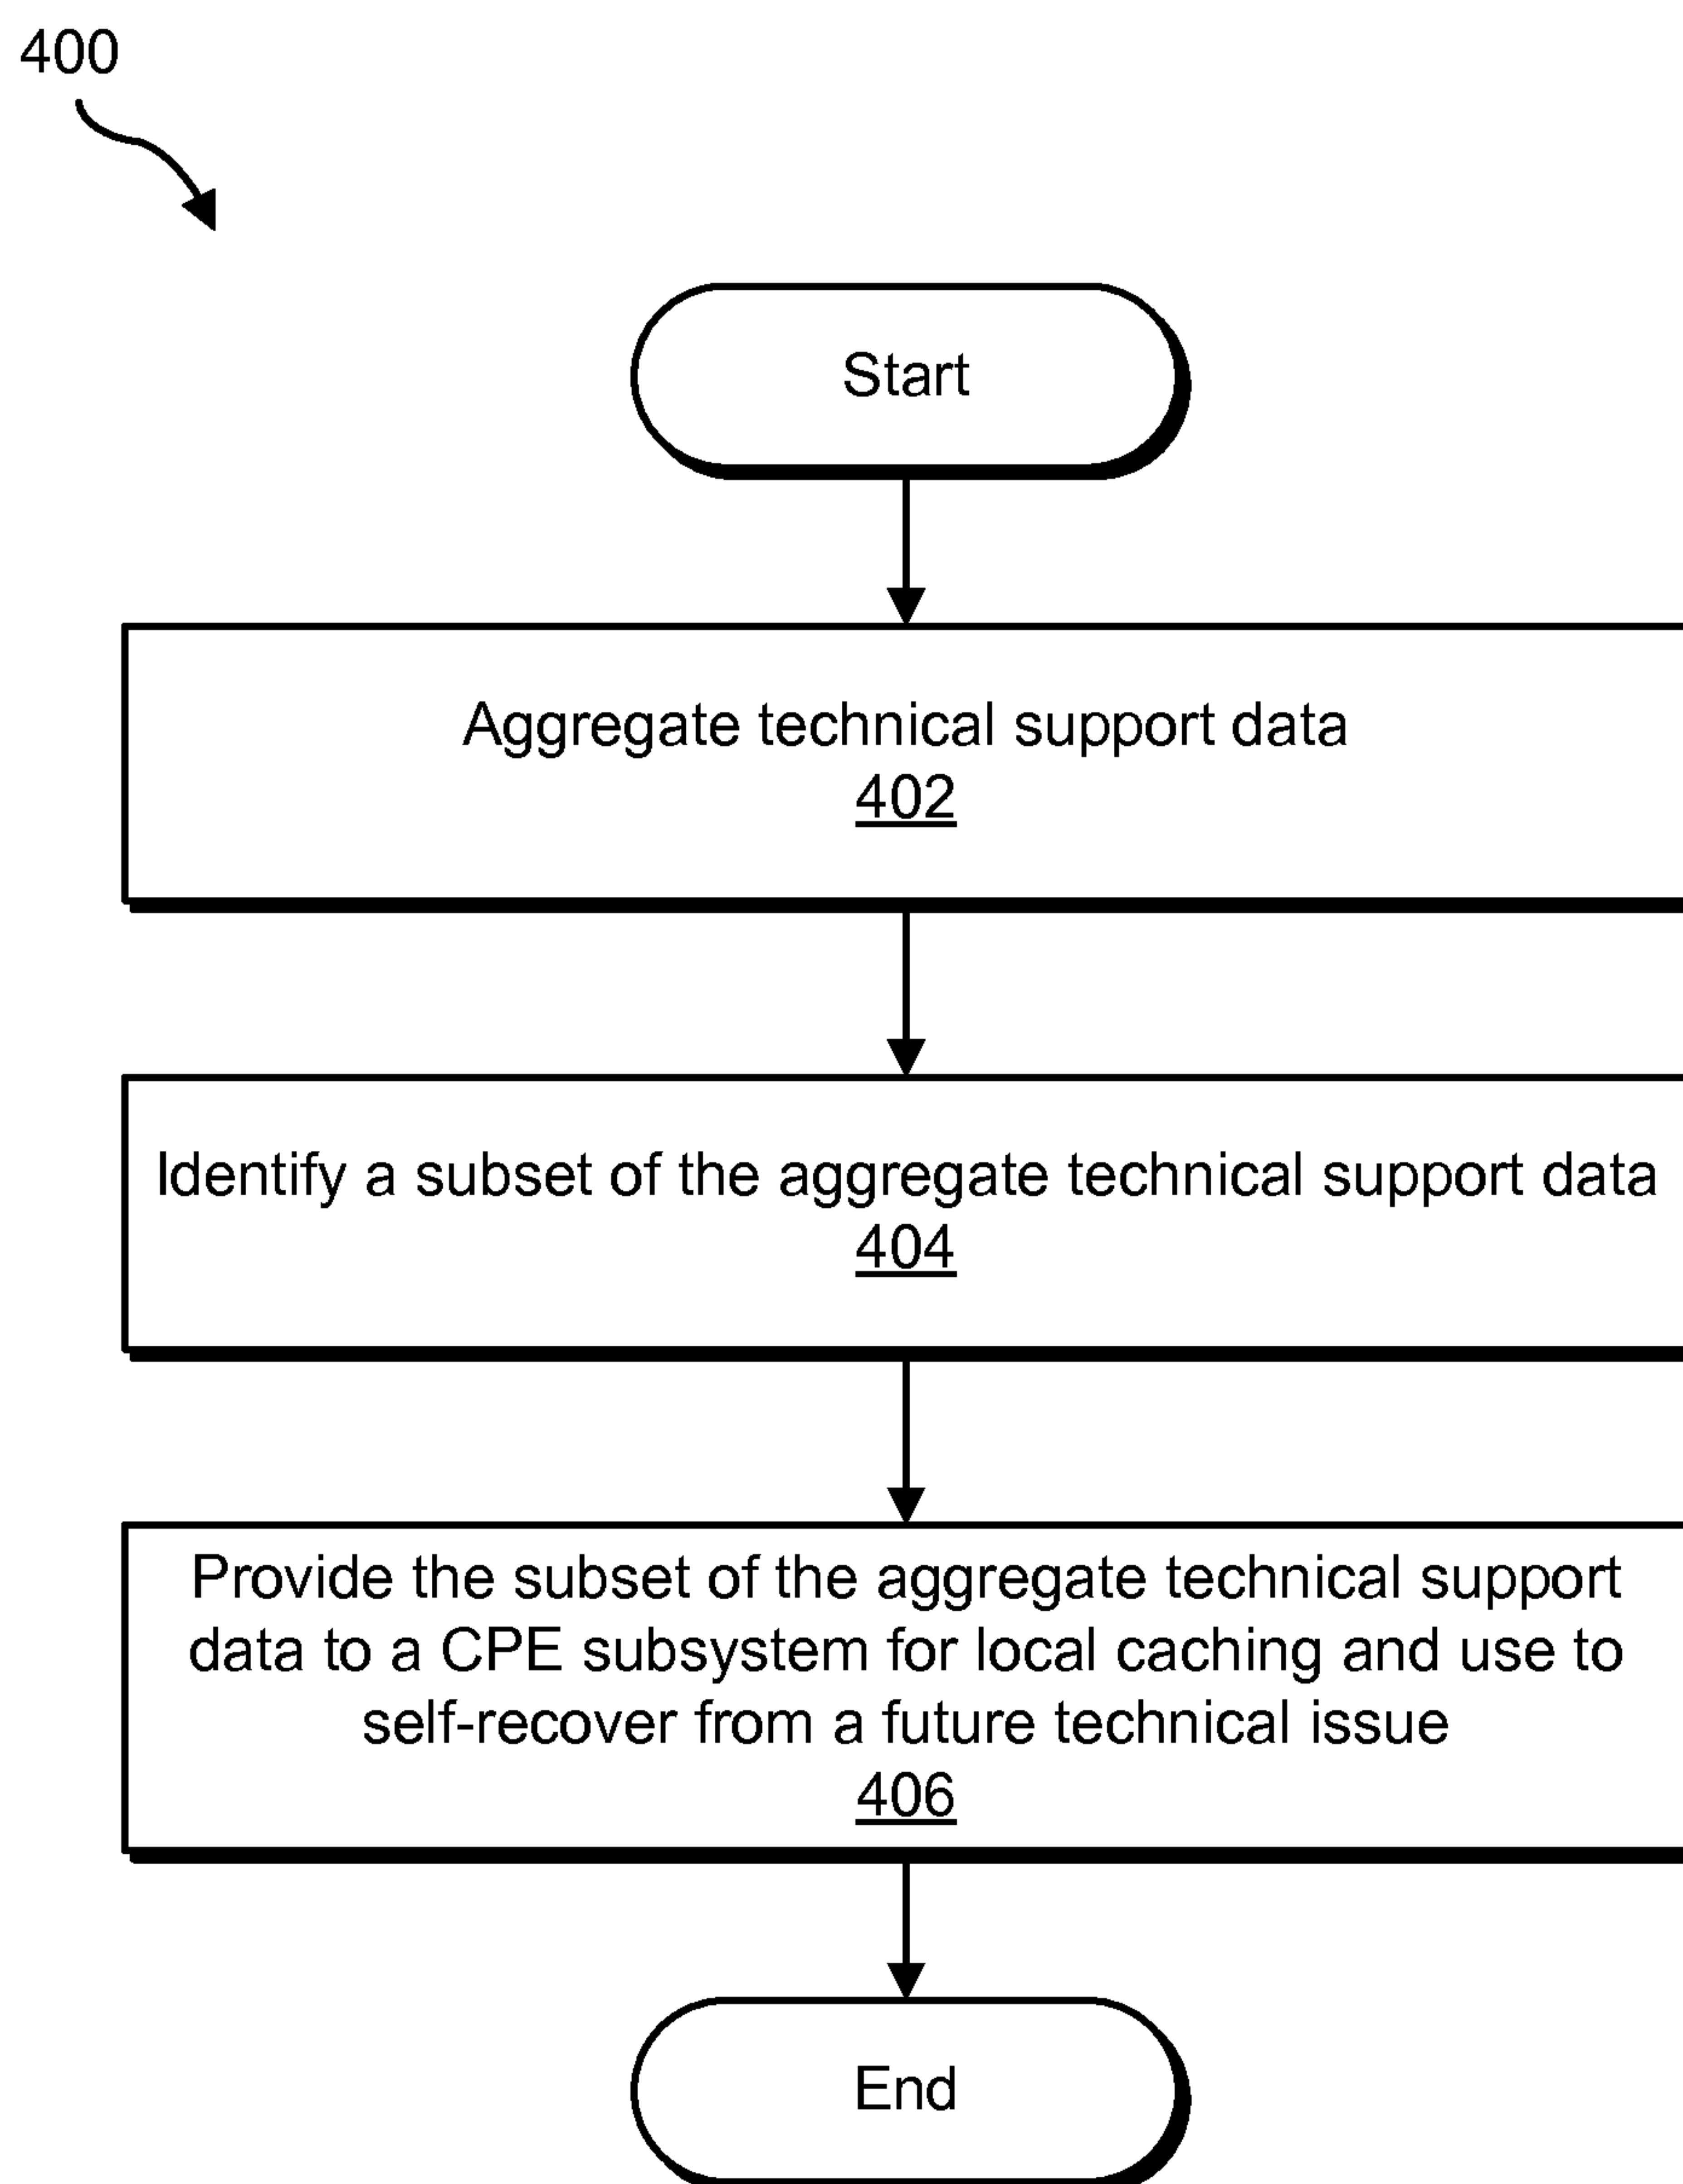 400
Start
Aggregate technical support data
402
Identify a subset of the aggregate technical support data
404
Provide the subset of the aggregate technical support
data to a CPE subsystem for local caching and use to
self-recover from a future technical issue
406
End